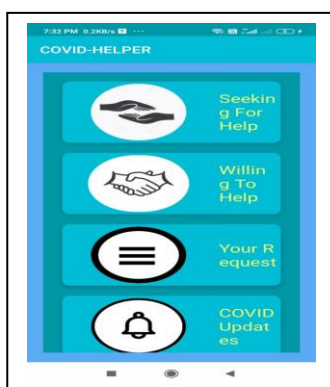 7:32 PM 0.2KB/s
COVID-HELPER
Seekin
g For
Help
Willin
g To
Help
Your R
equest
COVID
Updat
es